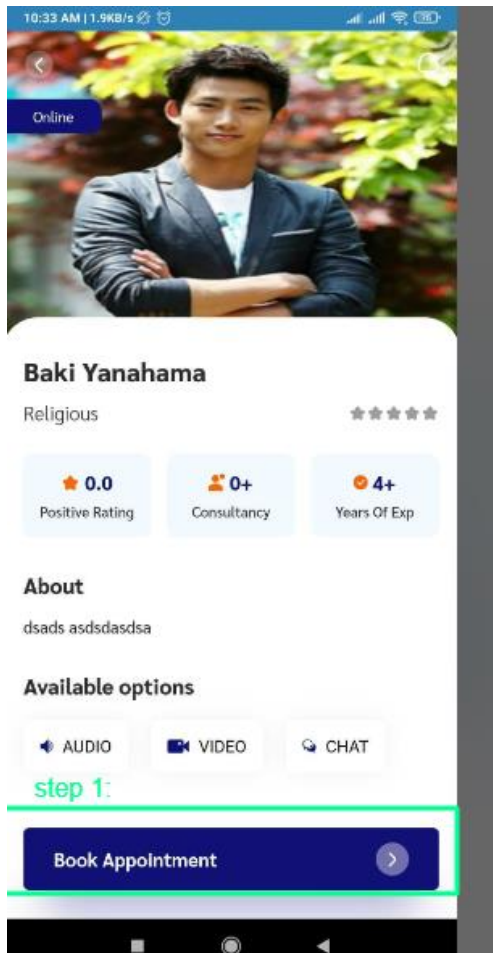 10:33 AM | 1.9KB/s
Online
Baki Yanahama
Religious
0.0
Positive Rating
0+
Consultancy
4+
Years Of Exp
About
dsads asdsdasdsa
Available options
AUDIO
VIDEO
CHAT
step 1:
Book Appointment